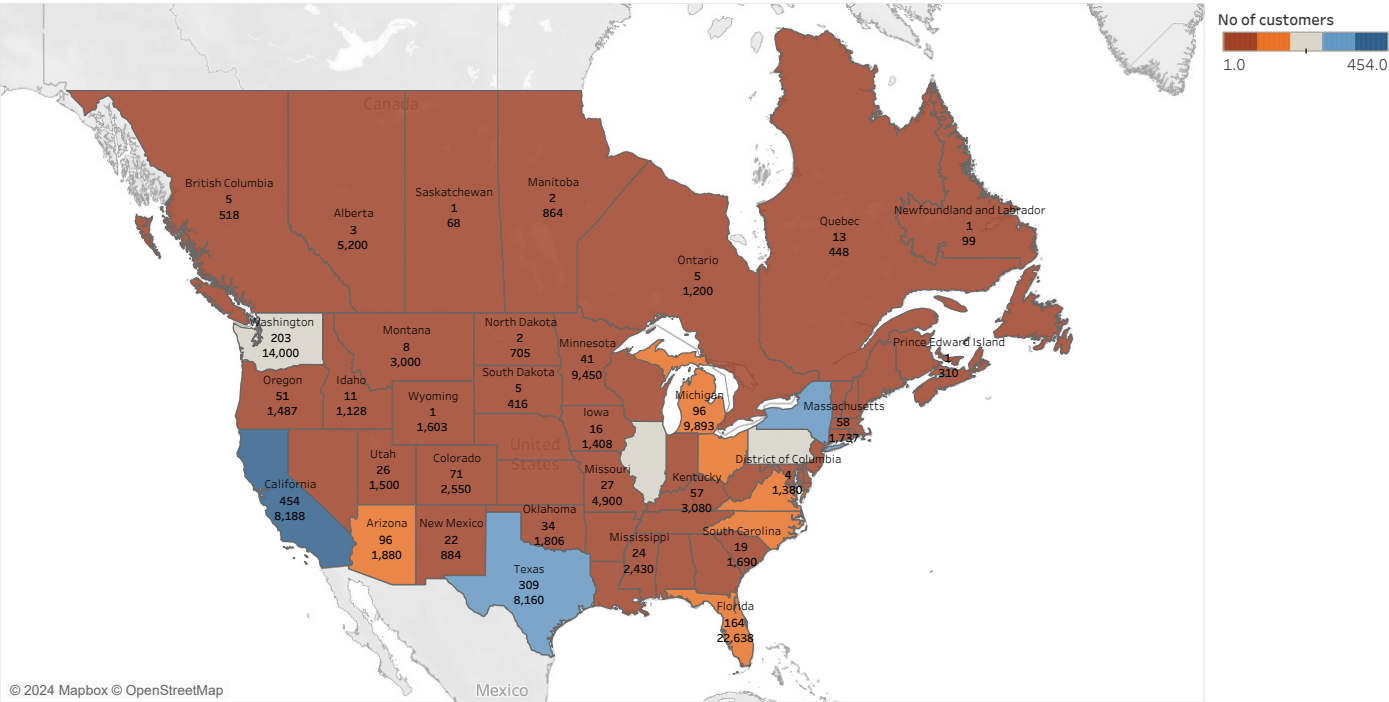 No of customers
1.0 454.0
Canada
British Columbia
5
518
Alberta
3
5,200
Saskatchewan
1
68
Manitoba
2
864
Ontario
5
1,200
Quebec
13
448
Newfoundland and Labrador
1
99
Prince Edward Island
1
310
Washington
203
14,000
Montana
8
3,000
North Dakota
2
705
Minnesota
41
9,450
Oregon
51
1,487
Idaho
11
1,128
Wyoming
1
1,603
South Dakota
5
416
Michigan
96
9,893
Massachusetts
58
1,737
Iowa
16
1,408
United
States
California
454
8,188
Utah
26
1,500
Colorado
71
2,550
Missouri
27
4,900
Kentucky
57
3,080
District of Columbia
4
1,380
Arizona
96
1,880
New Mexico
22
884
Oklahoma
34
1,806
Mississippi
24
2,430
South Carolina
19
1,690
Texas
309
8,160
Florida
164
22,638
Mexico
© 2024 Mapbox © OpenStreetMap